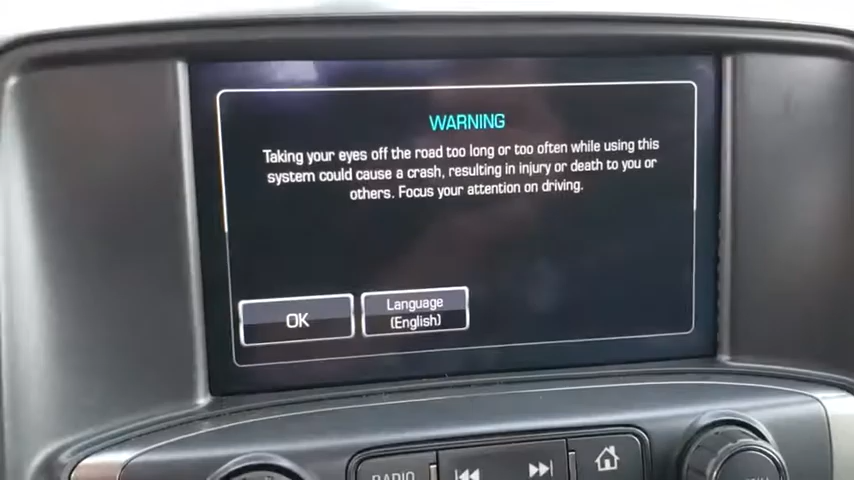 WARNING
Taking your eyes off the road too long or too often while using this
system could cause a crash, resulting in injury or death to you or
others. Focus your attention on driving.
OK
Language
(English)
RADIO